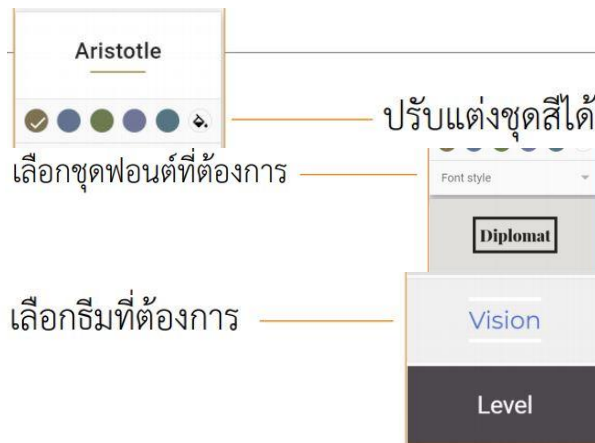 Aristotle
ปรับแต่งชุดสีได้
เลือกชุดฟอนต์ที่ต้องการ
Font style
Diplomat
เลือกธีมที่ต้องการ
Vision
Level